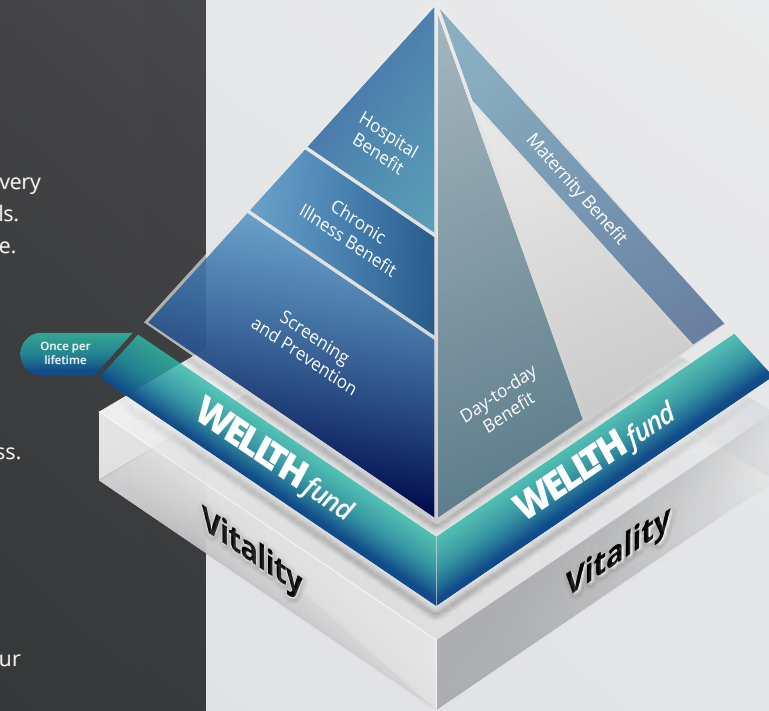 very
ls.
e.
ss.
ur
Hospital
Benefit
Chronic
Illness Benefit
Screening
and Prevention
Maternity Benefit
Day-to-day
Benefit
Once per
lifetime
WELLTH fund
WELLTH fund
Vitality
Vitality